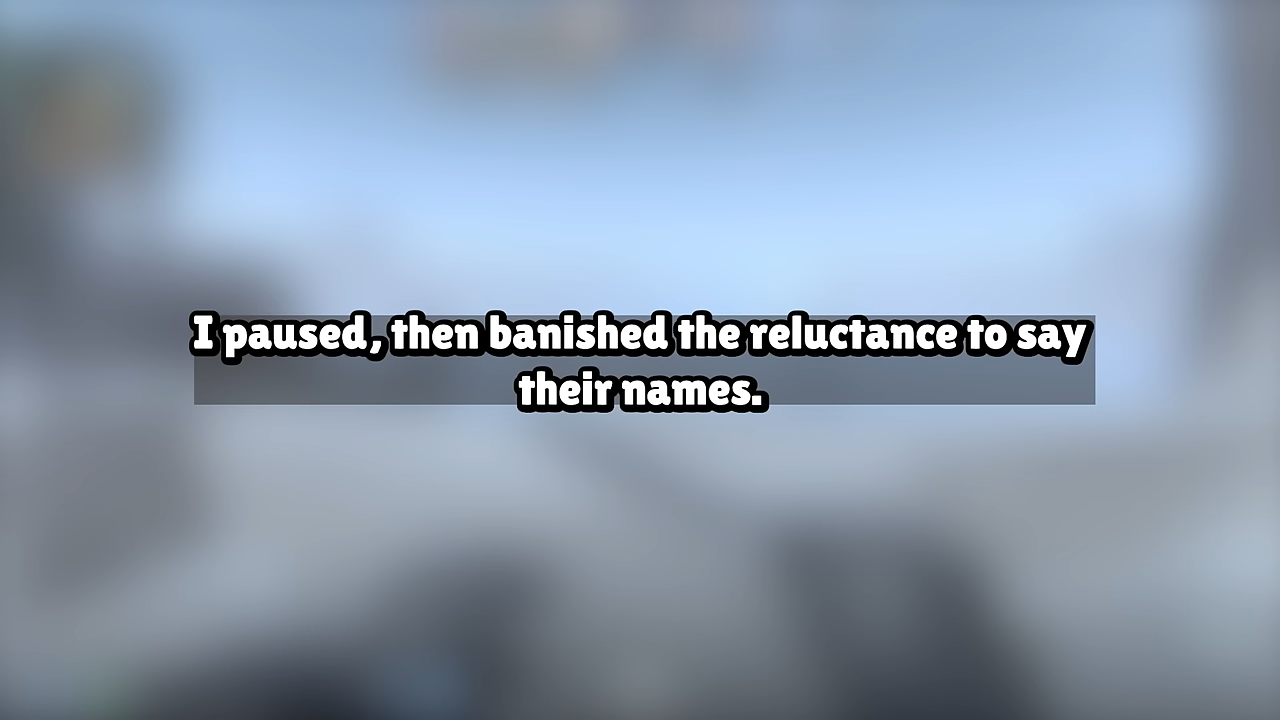 I paused, then banished the reluctance to say
their names.